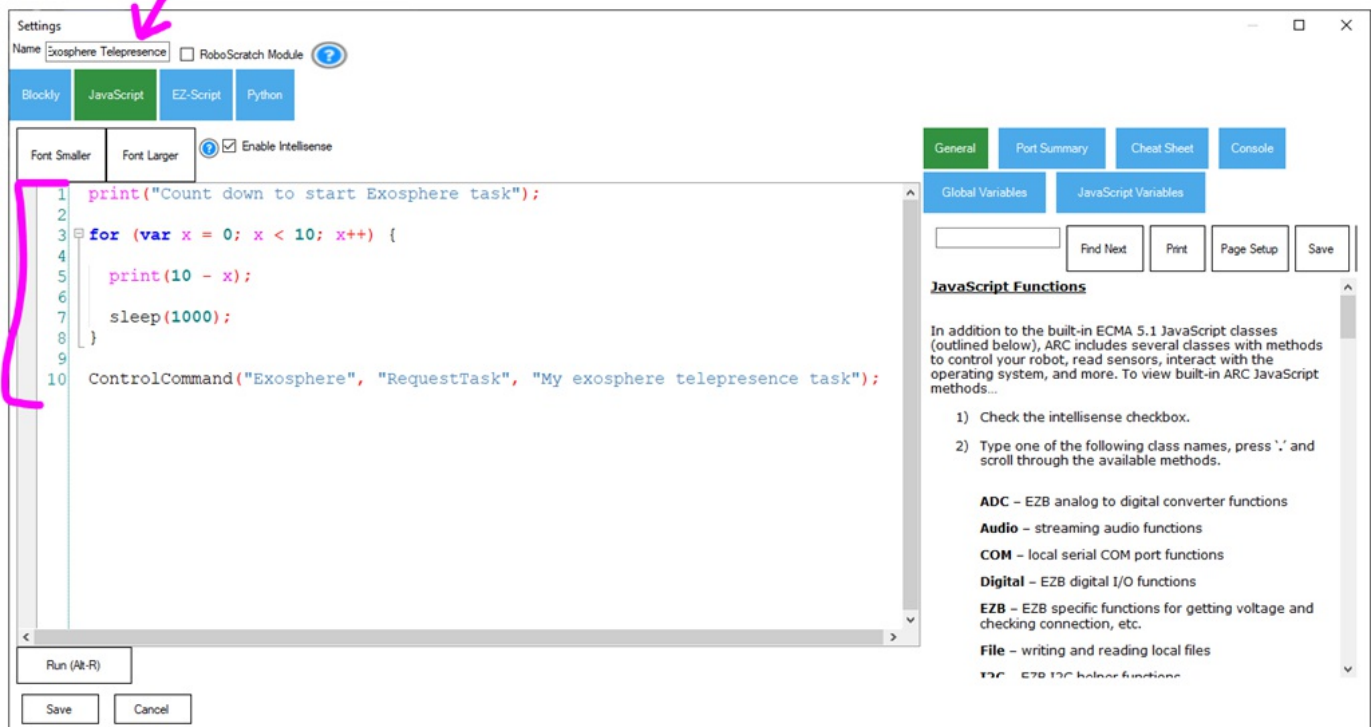 Settings
Name Exosphere Telepresence RoboScratch Module ?
Blockly JavaScript EZ-Script Python
Font Smaller Font Larger ? Enable Intellisense
General Port Summary Cheat Sheet Console
Global Variables JavaScript Variables
Find Next Print Page Setup Save
1 print("Count down to start Exosphere task");
2
3 for (var x = 0; x < 10; x++) {
4
5 print(10 - x);
6
7 sleep(1000);
8 }
9
10 ControlCommand("Exosphere", "RequestTask", "My exosphere telepresence task");
JavaScript Functions
In addition to the built-in ECMA 5.1 JavaScript classes
(outlined below), ARC includes several classes with methods
to control your robot, read sensors, interact with the
operating system, and more. To view built-in ARC JavaScript
methods...
1) Check the intellisense checkbox.
2) Type one of the following class names, press '.' and
scroll through the available methods.
ADC – EZB analog to digital converter functions
Audio – streaming audio functions
COM – local serial COM port functions
Digital – EZB digital I/O functions
EZB – EZB specific functions for getting voltage and
checking connection, etc.
File – writing and reading local files
I2C – EZB I2C helper functions
Run (Alt-R)
Save Cancel